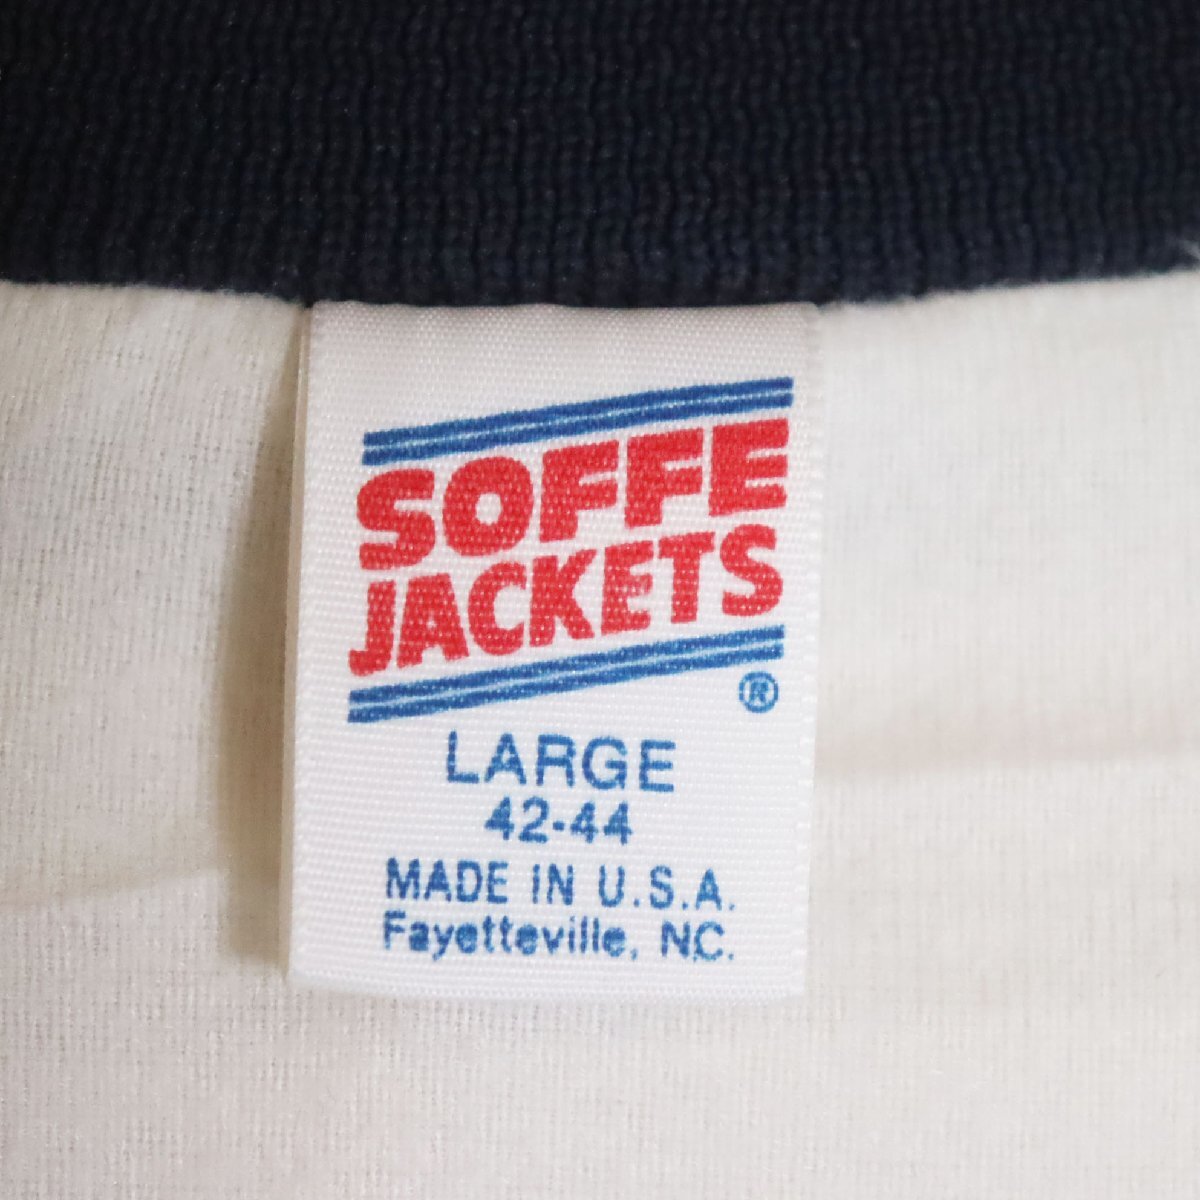 SOFFE
JACKETS
®
LARGE
42-44
MADE IN U.S.A.
Fayetteville, NC.